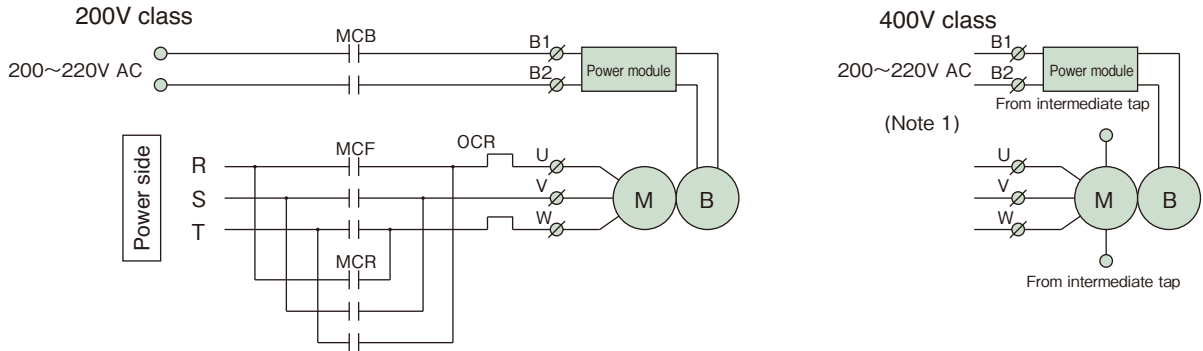 200V class
MCB
B1
200～220V AC
B2
Power module
Power side
R
MCF
OCR
U
S
V
M
B
T
W
MCR
400V class
B1
200～220V AC
B2
Power module
From intermediate tap
(Note 1)
U
V
M
B
W
From intermediate tap